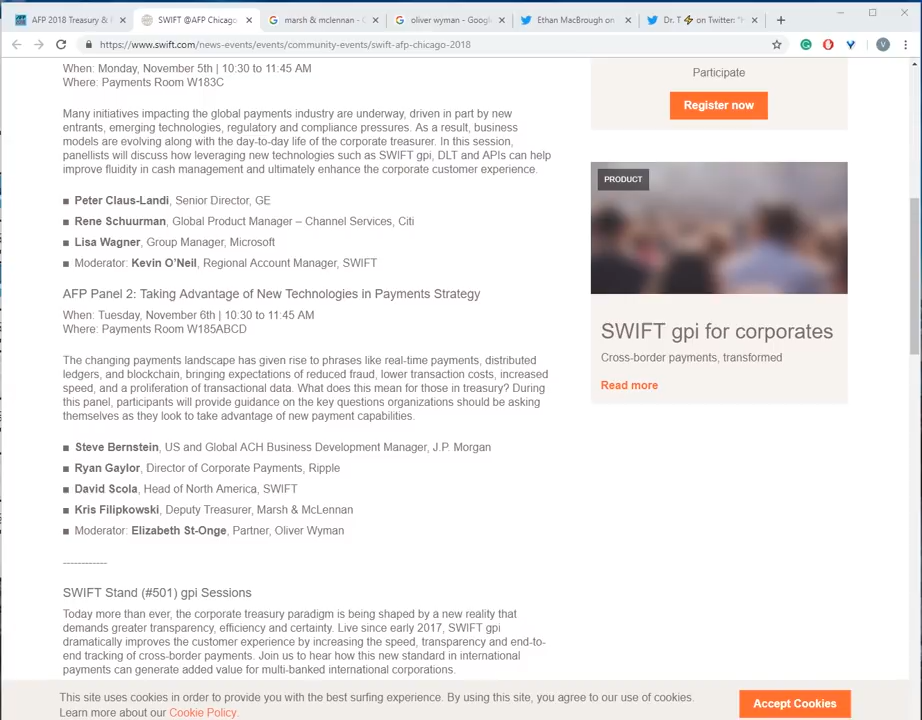 AFP 2018 Treasury &
SWIFT @AFP Chicago
marsh & mclennan -
oliver wyman - Goog
Ethan MacBrough on
Dr. T ⚡ on Twitter:
https://www.swift.com/news-events/events/community-events/swift-afp-chicago-2018
When: Monday, November 5th | 10:30 to 11:45 AM
Where: Payments Room W183C
Many initiatives impacting the global payments industry are underway, driven in part by new
entrants, emerging technologies, regulatory and compliance pressures. As a result, business
models are evolving along with the day-to-day life of the corporate treasurer. In this session,
panellists will discuss how leveraging new technologies such as SWIFT gpi, DLT and APIs can help
improve fluidity in cash management and ultimately enhance the corporate customer experience.
Peter Claus-Landi, Senior Director, GE
Rene Schuurman, Global Product Manager – Channel Services, Citi
Lisa Wagner, Group Manager, Microsoft
Moderator: Kevin O'Neil, Regional Account Manager, SWIFT
AFP Panel 2: Taking Advantage of New Technologies in Payments Strategy
When: Tuesday, November 6th | 10:30 to 11:45 AM
Where: Payments Room W185ABCD
The changing payments landscape has given rise to phrases like real-time payments, distributed
ledgers, and blockchain, bringing expectations of reduced fraud, lower transaction costs, increased
speed, and a proliferation of transactional data. What does this mean for those in treasury? During
this panel, participants will provide guidance on the key questions organizations should be asking
themselves as they look to take advantage of new payment capabilities.
Steve Bernstein, US and Global ACH Business Development Manager, J.P. Morgan
Ryan Gaylor, Director of Corporate Payments, Ripple
David Scola, Head of North America, SWIFT
Kris Filipkowski, Deputy Treasurer, Marsh & McLennan
Moderator: Elizabeth St-Onge, Partner, Oliver Wyman
------------
SWIFT Stand (#501) gpi Sessions
Today more than ever, the corporate treasury paradigm is being shaped by a new reality that
demands greater transparency, efficiency and certainty. Live since early 2017, SWIFT gpi
dramatically improves the customer experience by increasing the speed, transparency and end-to-
end tracking of cross-border payments. Join us to hear how this new standard in international
payments can generate added value for multi-banked international corporations.
Participate
Register now
PRODUCT
SWIFT gpi for corporates
Cross-border payments, transformed
Read more
This site uses cookies in order to provide you with the best surfing experience. By using this site, you agree to our use of cookies.
Learn more about our Cookie Policy.
Accept Cookies